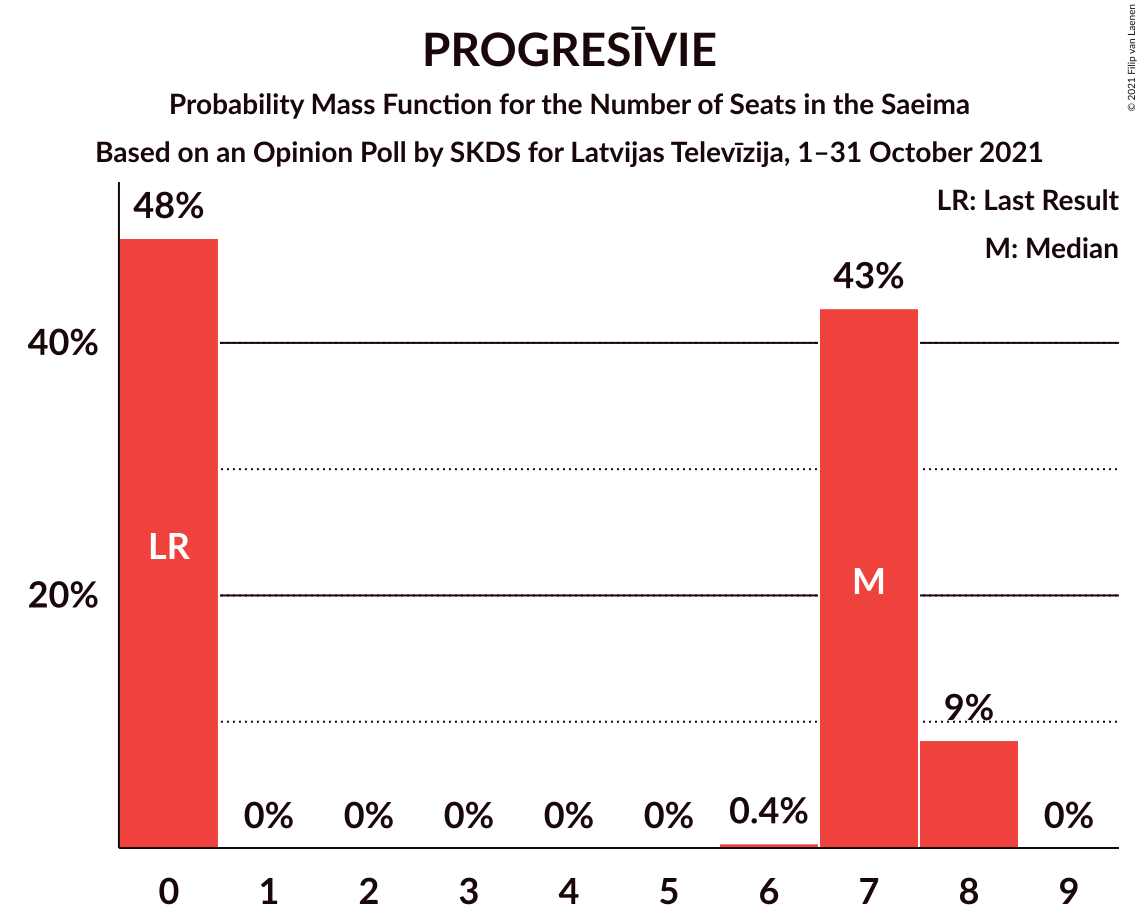 PROGRESĪVIE
Probability Mass Function for the Number of Seats in the Saeima
Based on an Opinion Poll by SKDS for Latvijas Televīzija, 1–31 October 2021
© 2021 Filip van Laenen
LR: Last Result
M: Median
48%
43%
40%
LR
M
20%
9%
0%
0%
0%
0%
0%
0.4%
0%
0
1
2
3
4
5
6
7
8
9